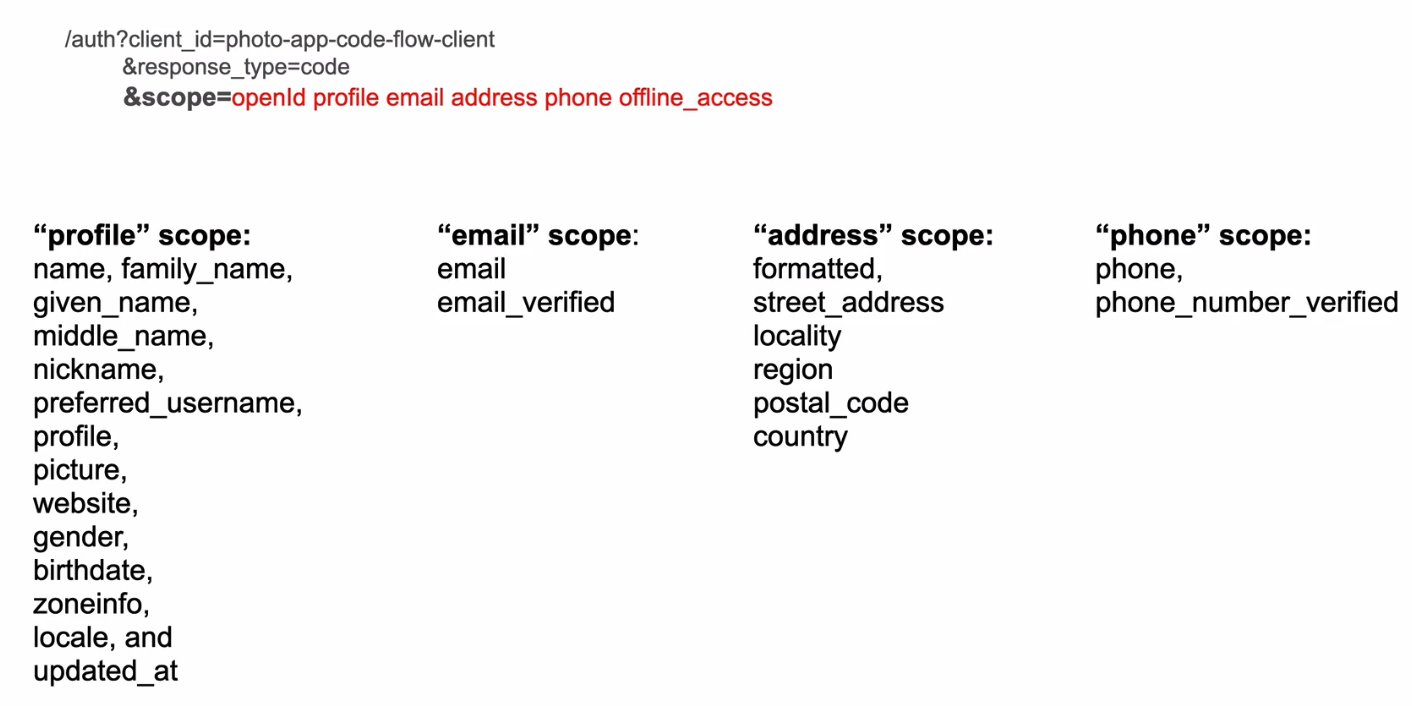 /auth?client_id=photo-app-code-flow-client
&response_type=code
&scope=openId profile email address phone offline_access
“profile” scope:
name, family_name,
given_name,
middle_name,
nickname,
preferred_username,
profile,
picture,
website,
gender,
birthdate,
zoneinfo,
locale, and
updated_at
“email” scope:
email
email_verified
“address” scope:
formatted,
street_address
locality
region
postal_code
country
“phone” scope:
phone,
phone_number_verified